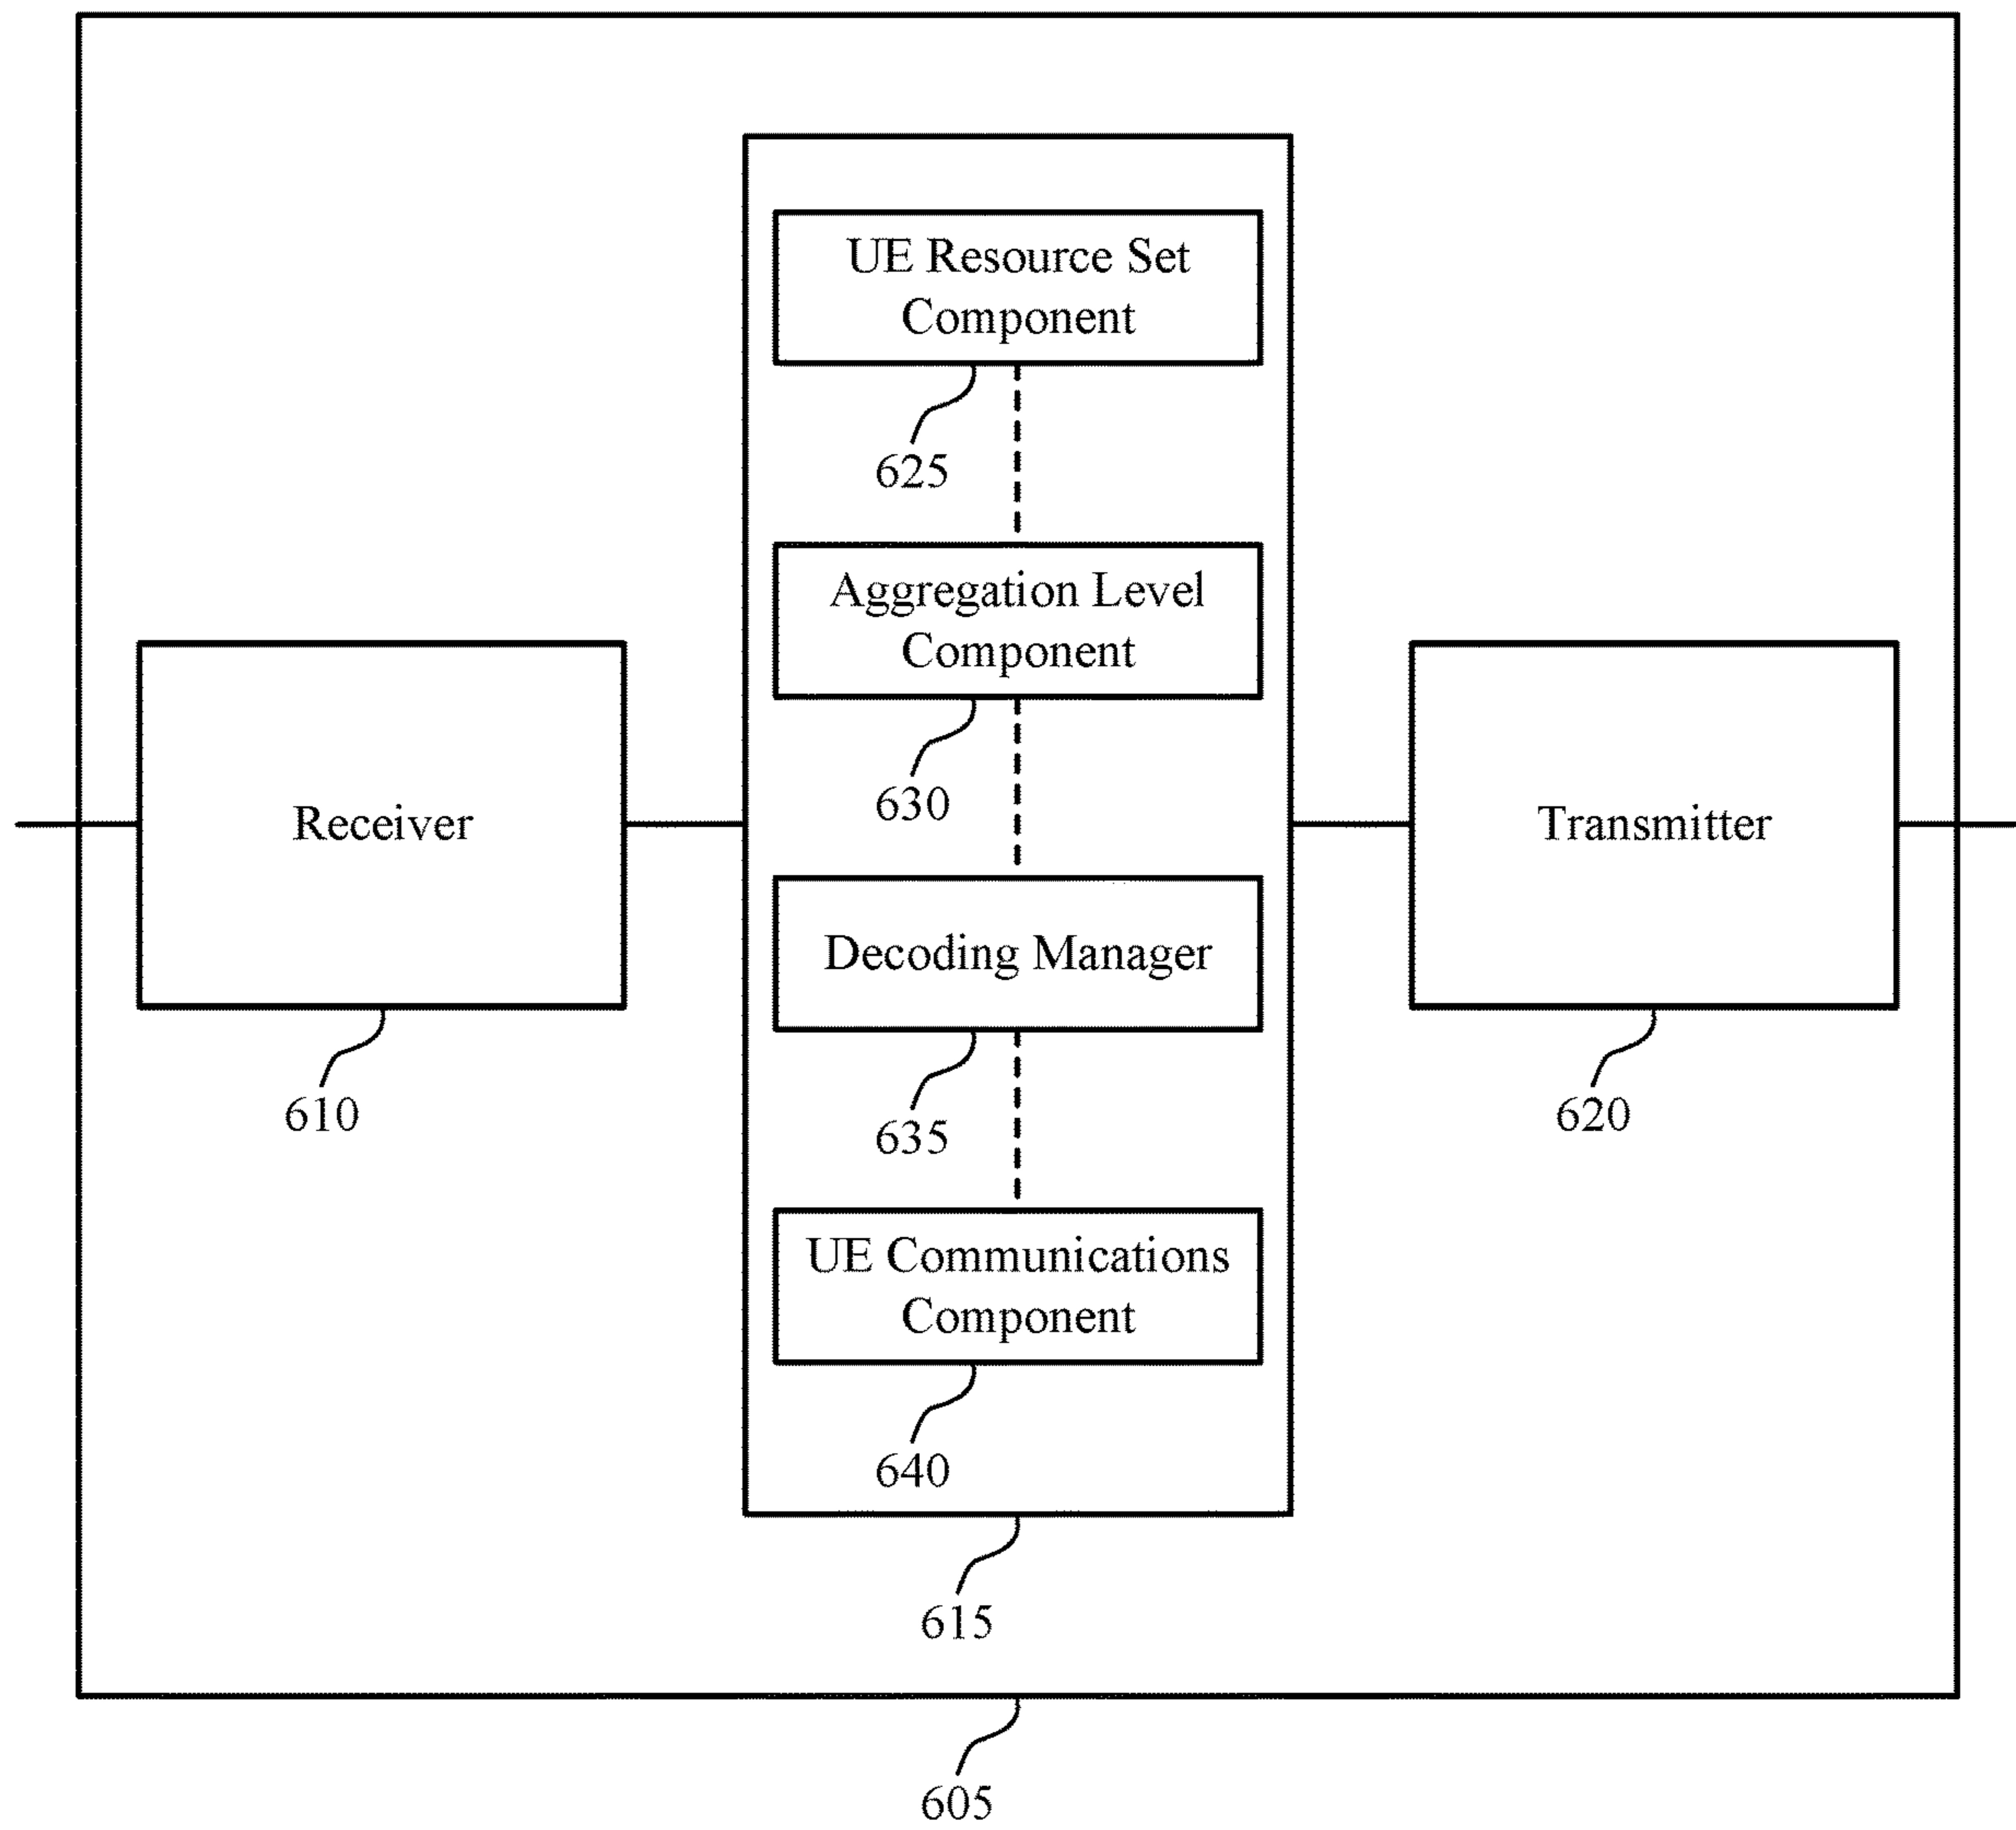 UE Resource Set
Component
625
Aggregation Level
Component
630
Receiver
610
Transmitter
620
Decoding Manager
635
UE Communications
Component
640
615
605